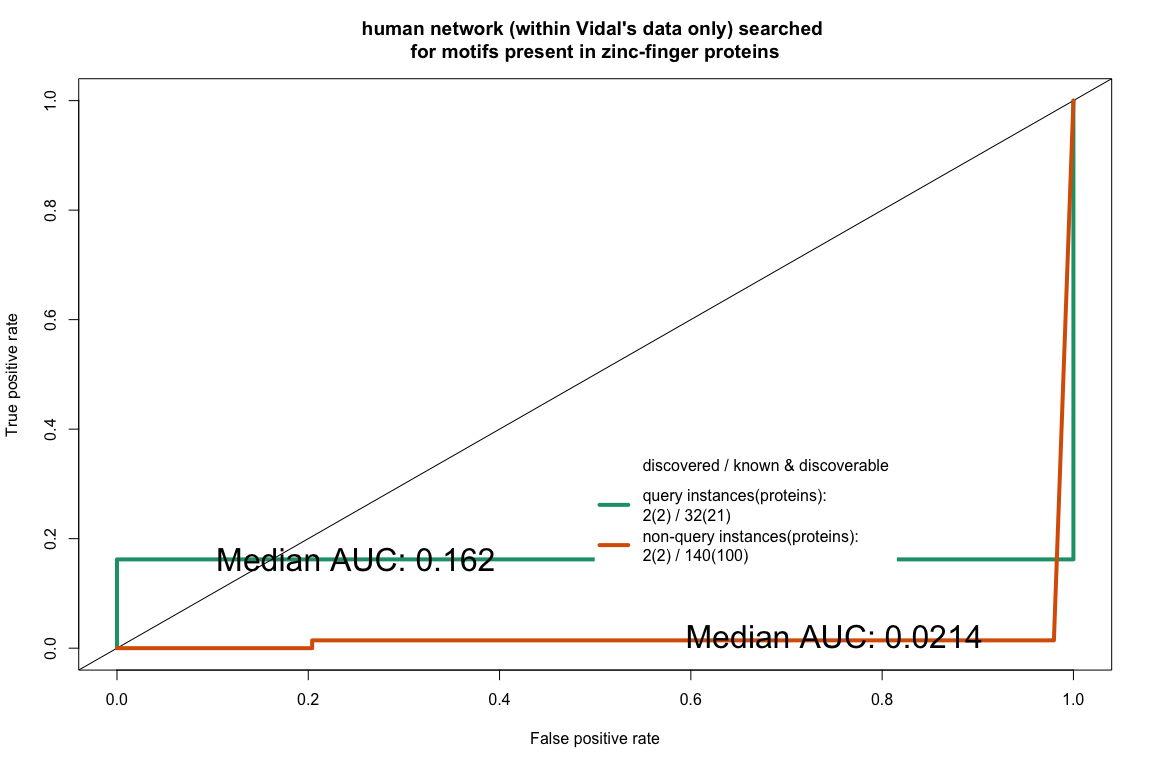 human network (within Vidal's data only) searched
for motifs present in zinc-finger proteins
True positive rate
1.0
0.8
0.6
0.4
0.2
0.0
discovered / known & discoverable
query instances(proteins):
2(2) / 32(21)
non-query instances(proteins):
2(2) / 140(100)
Median AUC: 0.162
Median AUC: 0.0214
0.0 0.2 0.4 0.6 0.8 1.0
False positive rate